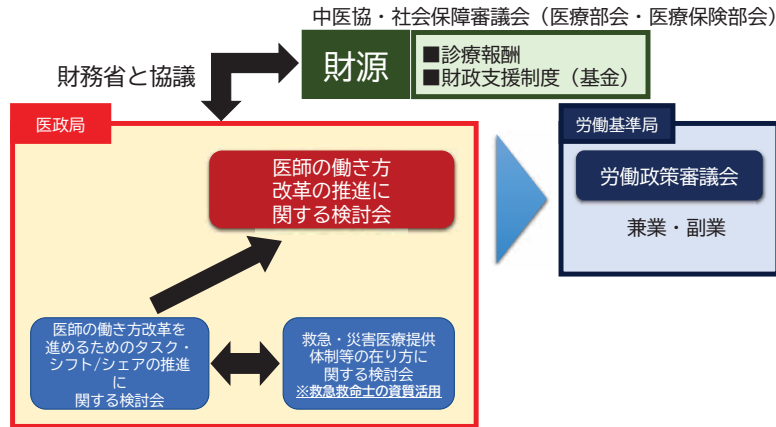 中医協・社会保障審議会（医療部会・医療保険部会）
財務省と協議
財源
■診療報酬
■財政支援制度（基金）
医政局
医師の働き方
改革の推進に
関する検討会
医師の働き方改革を
進めるためのタスク・
シフト/シェアの推進
に
関する検討会
救急・災害医療提供
体制等の在り方に
関する検討会
※救急救命士の資質活用
労働基準局
労働政策審議会
兼業・副業